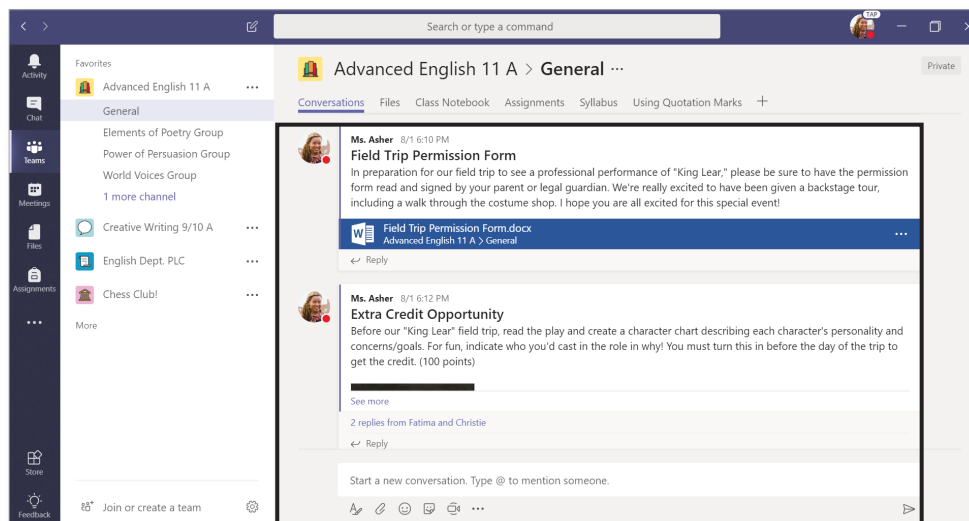 Search or type a command
TAP
Activity
Chat
Teams
Meetings
Files
Assignments
Store
Feedback
Favorites
Advanced English 11 A
General
Elements of Poetry Group
Power of Persuasion Group
World Voices Group
1 more channel
Creative Writing 9/10 A
English Dept. PLC
Chess Club!
More
Join or create a team
Advanced English 11 A > General
Private
Conversations Files Class Notebook Assignments Syllabus Using Quotation Marks
Ms. Asher 8/1 6:10 PM
Field Trip Permission Form
In preparation for our field trip to see a professional performance of "King Lear," please be sure to have the permission
form read and signed by your parent or legal guardian. We're really excited to have been given a backstage tour,
including a walk through the costume shop. I hope you are all excited for this special event!
Field Trip Permission Form.docx
Advanced English 11 A > General
Reply
Ms. Asher 8/1 6:12 PM
Extra Credit Opportunity
Before our "King Lear" field trip, read the play and create a character chart describing each character's personality and
concerns/goals. For fun, indicate who you'd cast in the role in why! You must turn this in before the day of the trip to
get the credit. (100 points)
See more
2 replies from Fatima and Christie
Reply
Start a new conversation. Type @ to mention someone.